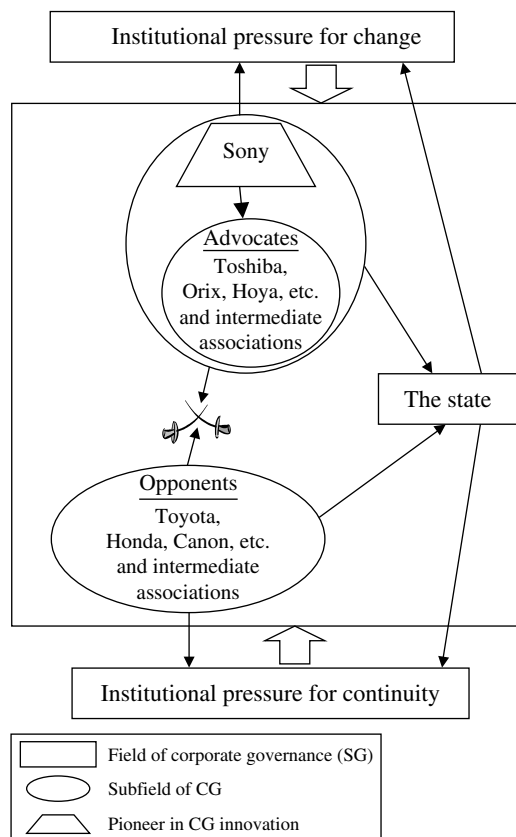 Institutional pressure for change
Sony
Advocates
Toshiba,
Orix, Hoya, etc.
and intermediate
associations
The state
Opponents
Toyota,
Honda, Canon, etc.
and intermediate
associations
Institutional pressure for continuity
Field of corporate governance (SG)
Subfield of CG
Pioneer in CG innovation